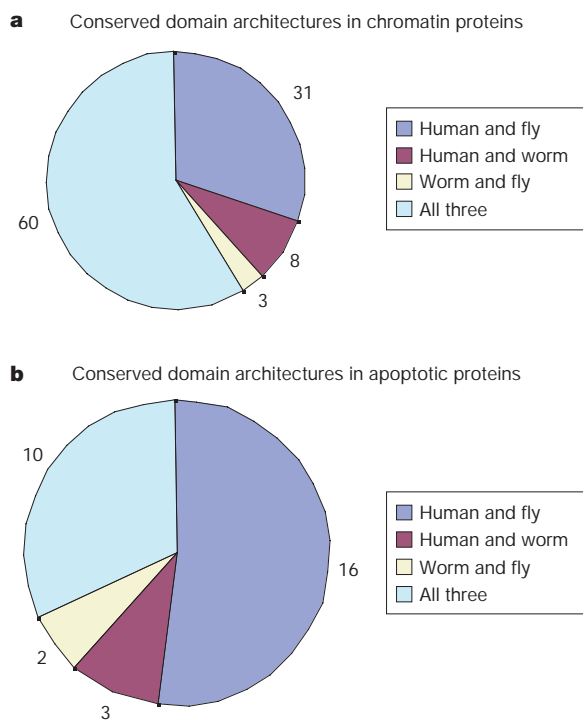 a Conserved domain architectures in chromatin proteins
31
60
8
3
Human and fly
Human and worm
Worm and fly
All three
b Conserved domain architectures in apoptotic proteins
10
16
2
3
Human and fly
Human and worm
Worm and fly
All three